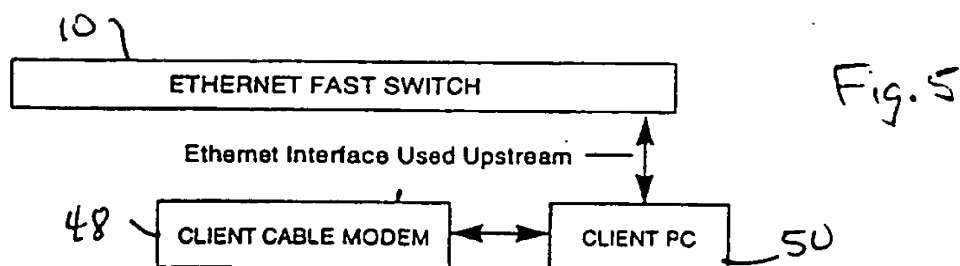 10
ETHERNET FAST SWITCH
Fig. 5
Ethernet Interface Used Upstream
48
CLIENT CABLE MODEM
CLIENT PC
50